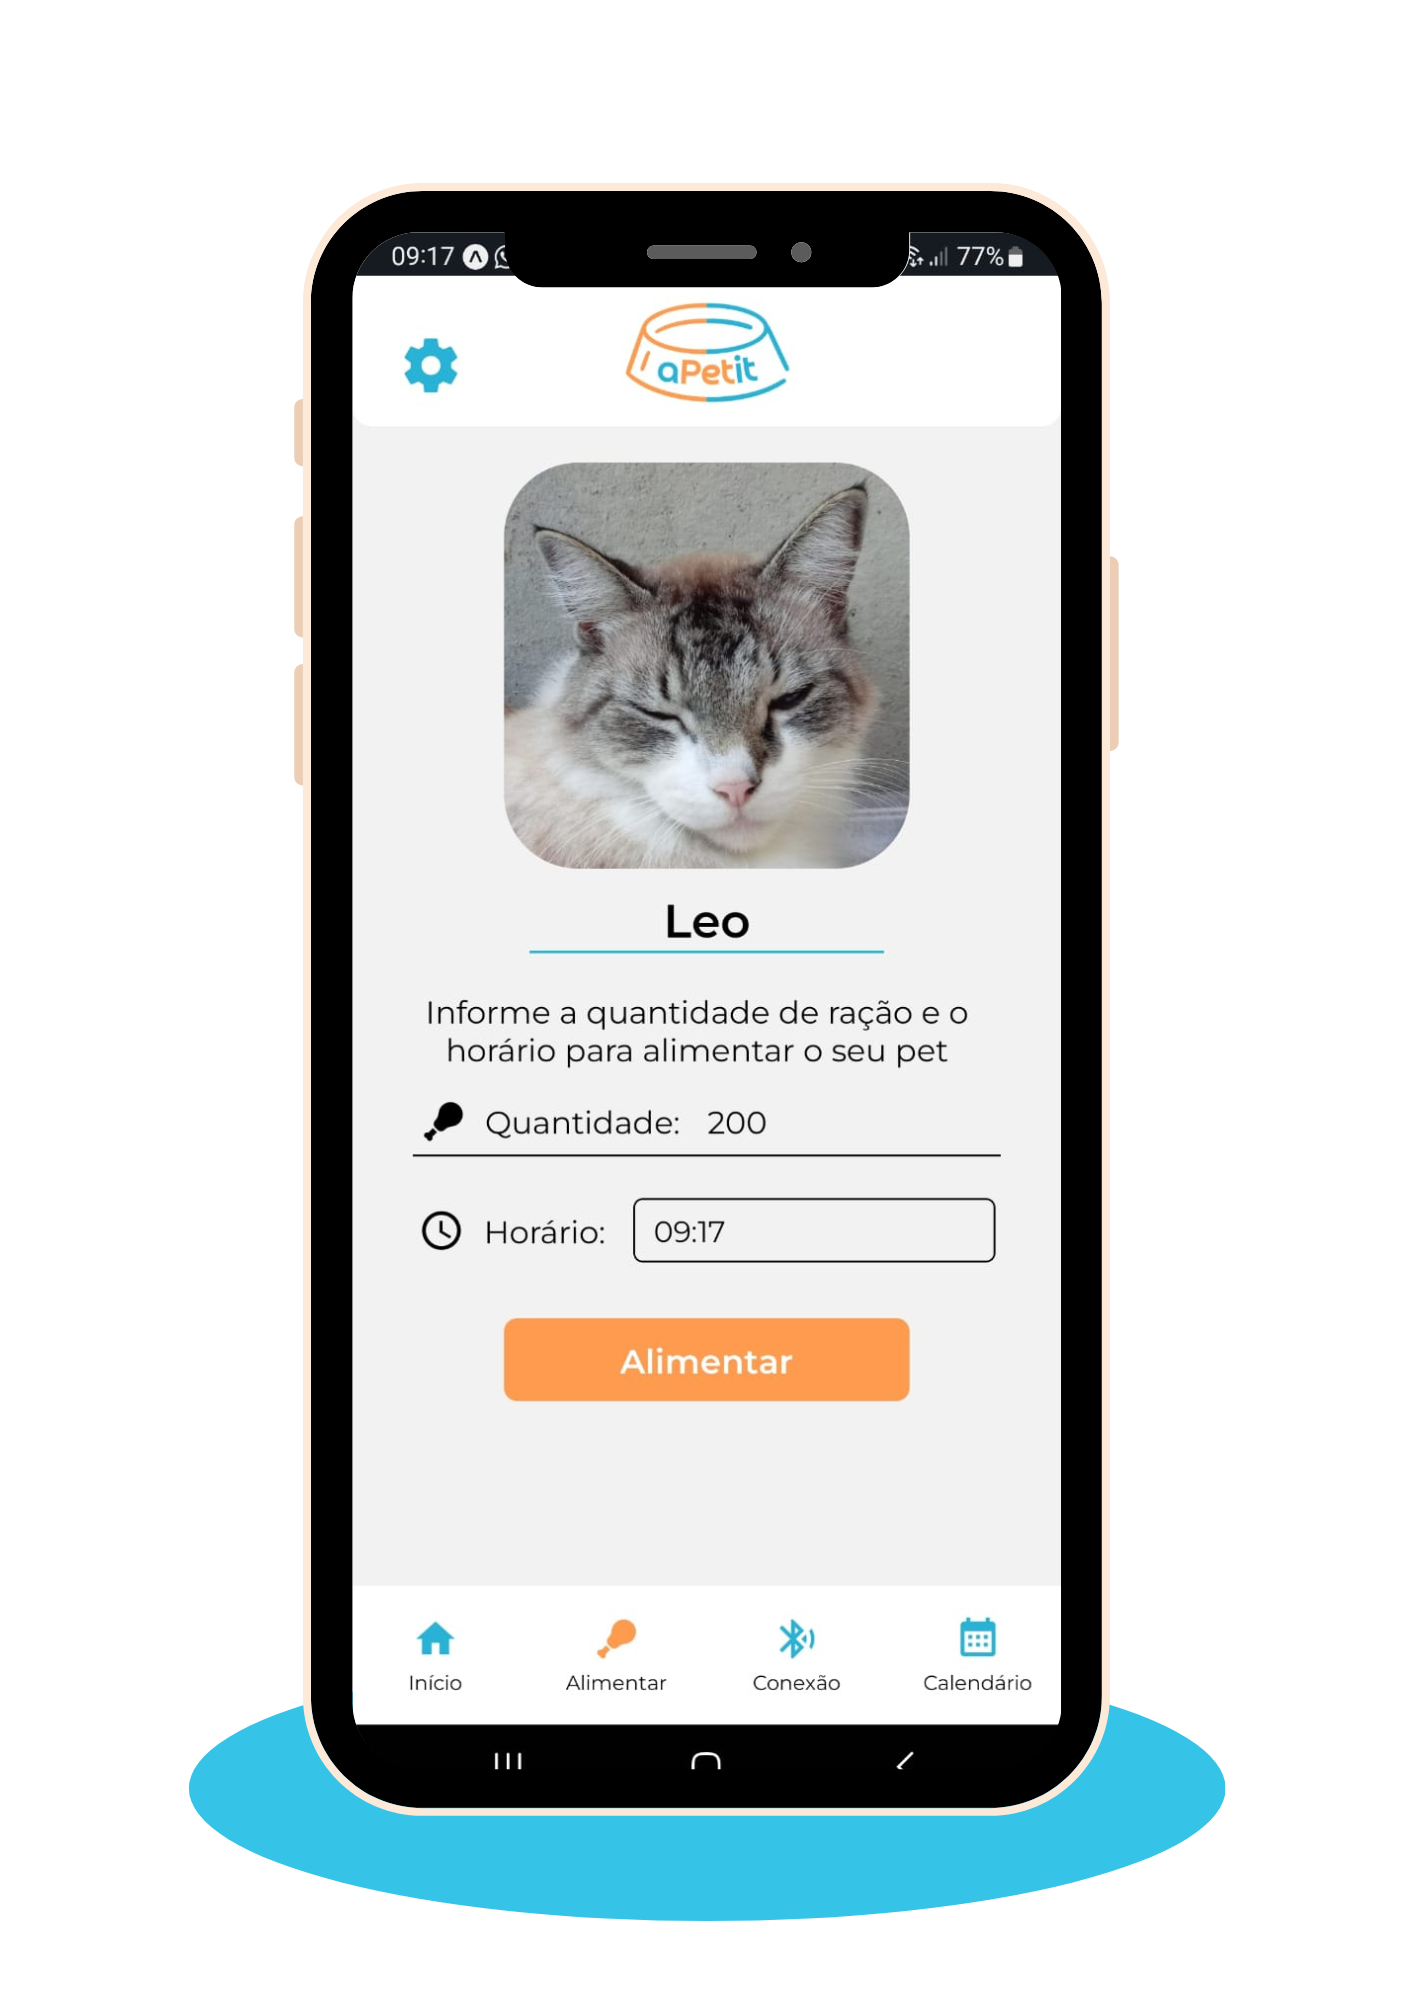 09:17
77%
aPetit
Leo
Informe a quantidade de ração e o
horário para alimentar o seu pet
Quantidade: 200
Horário: 09:17
Alimentar
Início Alimentar Conexão Calendário